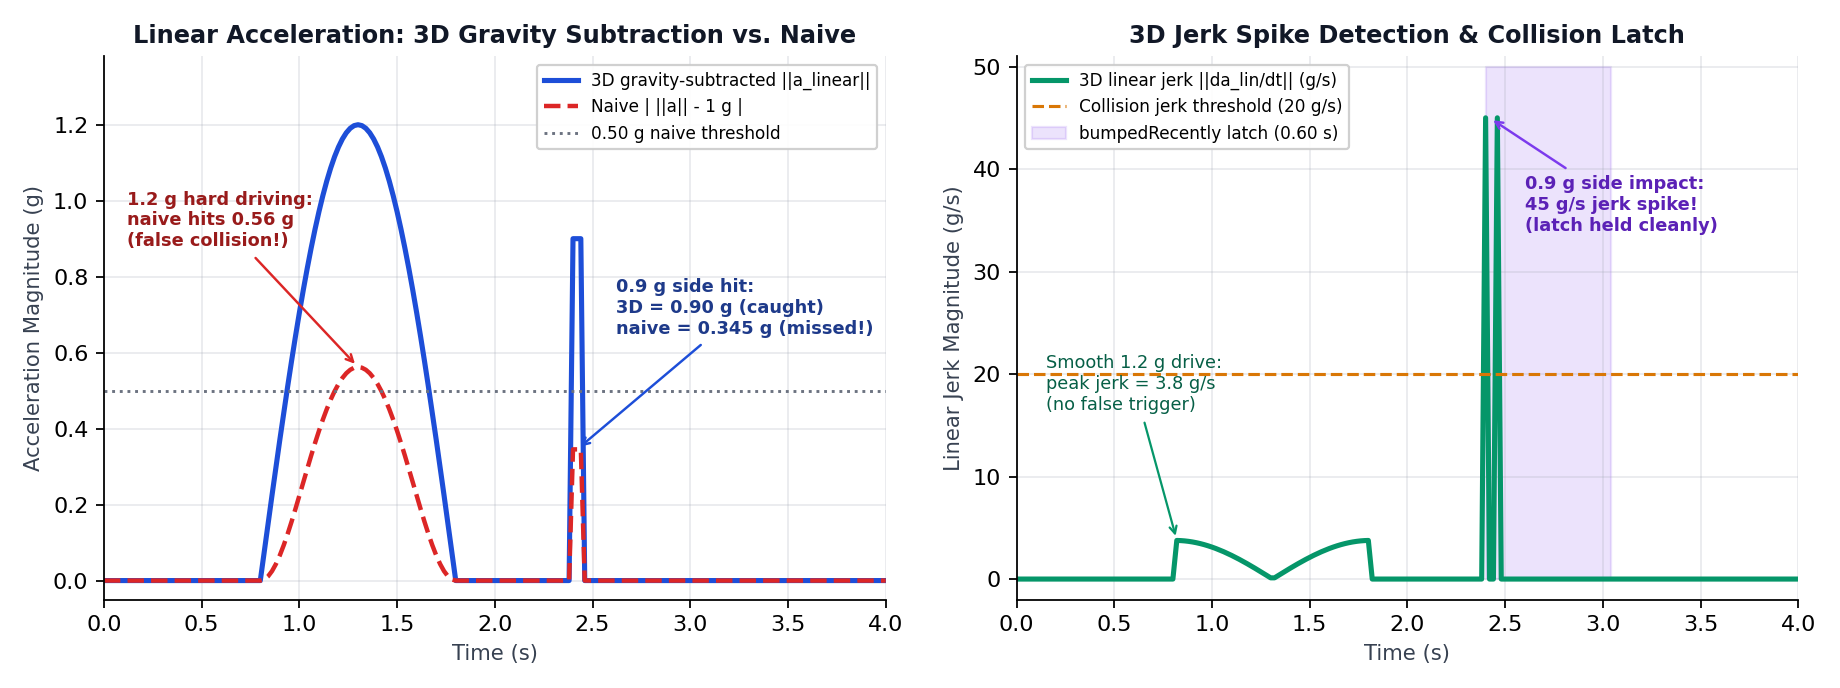 Linear Acceleration: 3D Gravity Subtraction vs. Naive
3D gravity-subtracted ||a_linear||
Naive | ||a|| - 1 g |
0.50 g naive threshold
1.2 g hard driving:
naive hits 0.56 g
(false collision!)
0.9 g side hit:
3D = 0.90 g (caught)
naive = 0.345 g (missed!)
Acceleration Magnitude (g)
1.2
1.0
0.8
0.6
0.4
0.2
0.0
0.0 0.5 1.0 1.5 2.0 2.5 3.0 3.5 4.0
Time (s)
3D Jerk Spike Detection & Collision Latch
3D linear jerk ||da_lin/dt|| (g/s)
Collision jerk threshold (20 g/s)
bumpedRecently latch (0.60 s)
0.9 g side impact:
45 g/s jerk spike!
(latch held cleanly)
Smooth 1.2 g drive:
peak jerk = 3.8 g/s
(no false trigger)
Linear Jerk Magnitude (g/s)
50
40
30
20
10
0
0.0 0.5 1.0 1.5 2.0 2.5 3.0 3.5 4.0
Time (s)